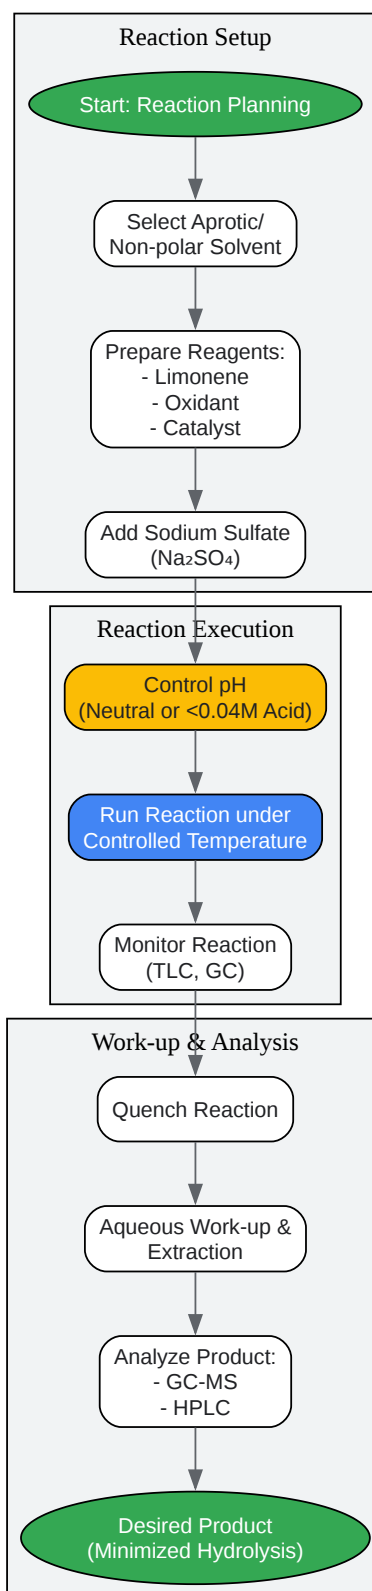 Reaction Setup
Start: Reaction Planning
Select Aprotic/
Non-polar Solvent
Prepare Reagents:
- Limonene
- Oxidant
- Catalyst
Add Sodium Sulfate
(Na₂SO₄)
Reaction Execution
Control pH
(Neutral or <0.04M Acid)
Run Reaction under
Controlled Temperature
Monitor Reaction
(TLC, GC)
Work-up & Analysis
Quench Reaction
Aqueous Work-up &
Extraction
Analyze Product:
- GC-MS
- HPLC
Desired Product
(Minimized Hydrolysis)